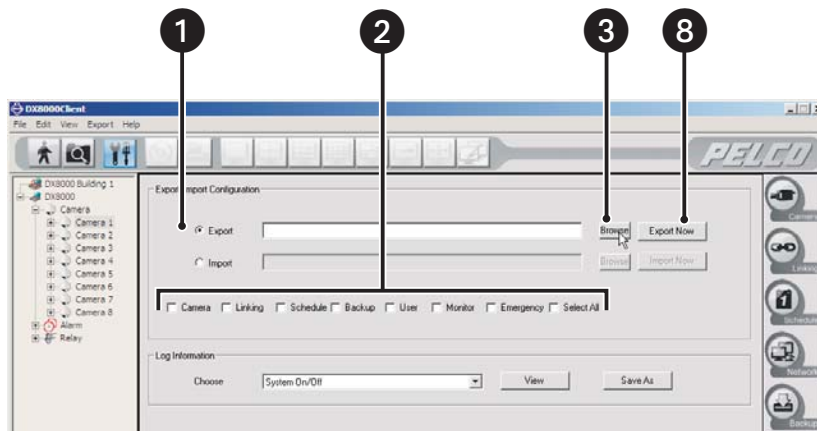 1 2 3 8
DX8000Client
File Edit View Export Help
PELCO
DX8000 Building 1
DX8000
Camera
Camera 1
Camera 2
Camera 3
Camera 4
Camera 5
Camera 6
Camera 7
Camera 8
Alarm
Relay
Export/Import Configuration
Export Browse Export Now
Import Browse Import Now
Camera Linking Schedule Backup User Monitor Emergency Select All
Log Information
Choose System On/Off View Save As
Camera
Linking
Schedule
Network
Backup